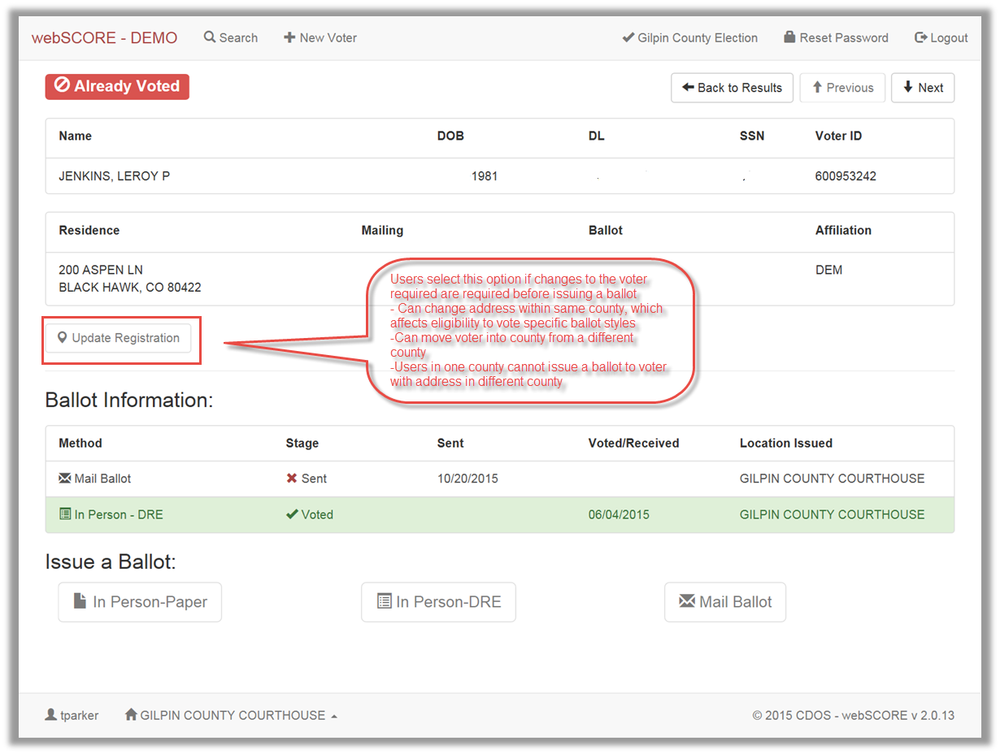 webSCORE - DEMO Search New Voter Gilpin County Election Reset Password Logout
Already Voted Back to Results Previous Next
Name DOB DL SSN Voter ID
JENKINS, LEROY P 1981 600953242
Residence Mailing Ballot Affiliation
200 ASPEN LN DEM
BLACK HAWK, CO 80422
Users select this option if changes to the voter
required are required before issuing a ballot
- Can change address within same county, which
affects eligibility to vote specific ballot styles
-Can move voter into county from a different
county
-Users in one county cannot issue a ballot to voter
with address in different county
Update Registration
Ballot Information:
Method Stage Sent Voted/Received Location Issued
Mail Ballot Sent 10/20/2015 GILPIN COUNTY COURTHOUSE
In Person - DRE Voted 06/04/2015 GILPIN COUNTY COURTHOUSE
Issue a Ballot:
In Person-Paper In Person-DRE Mail Ballot
tparker GILPIN COUNTY COURTHOUSE © 2015 CDOS - webSCORE v 2.0.13